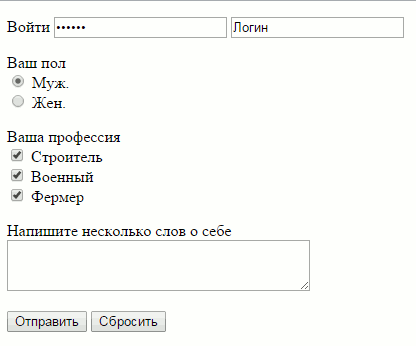 Войти •••••• Логин
Ваш пол
Муж.
Жен.
Ваша профессия
Строитель
Военный
Фермер
Напишите несколько слов о себе
Отправить Сбросить